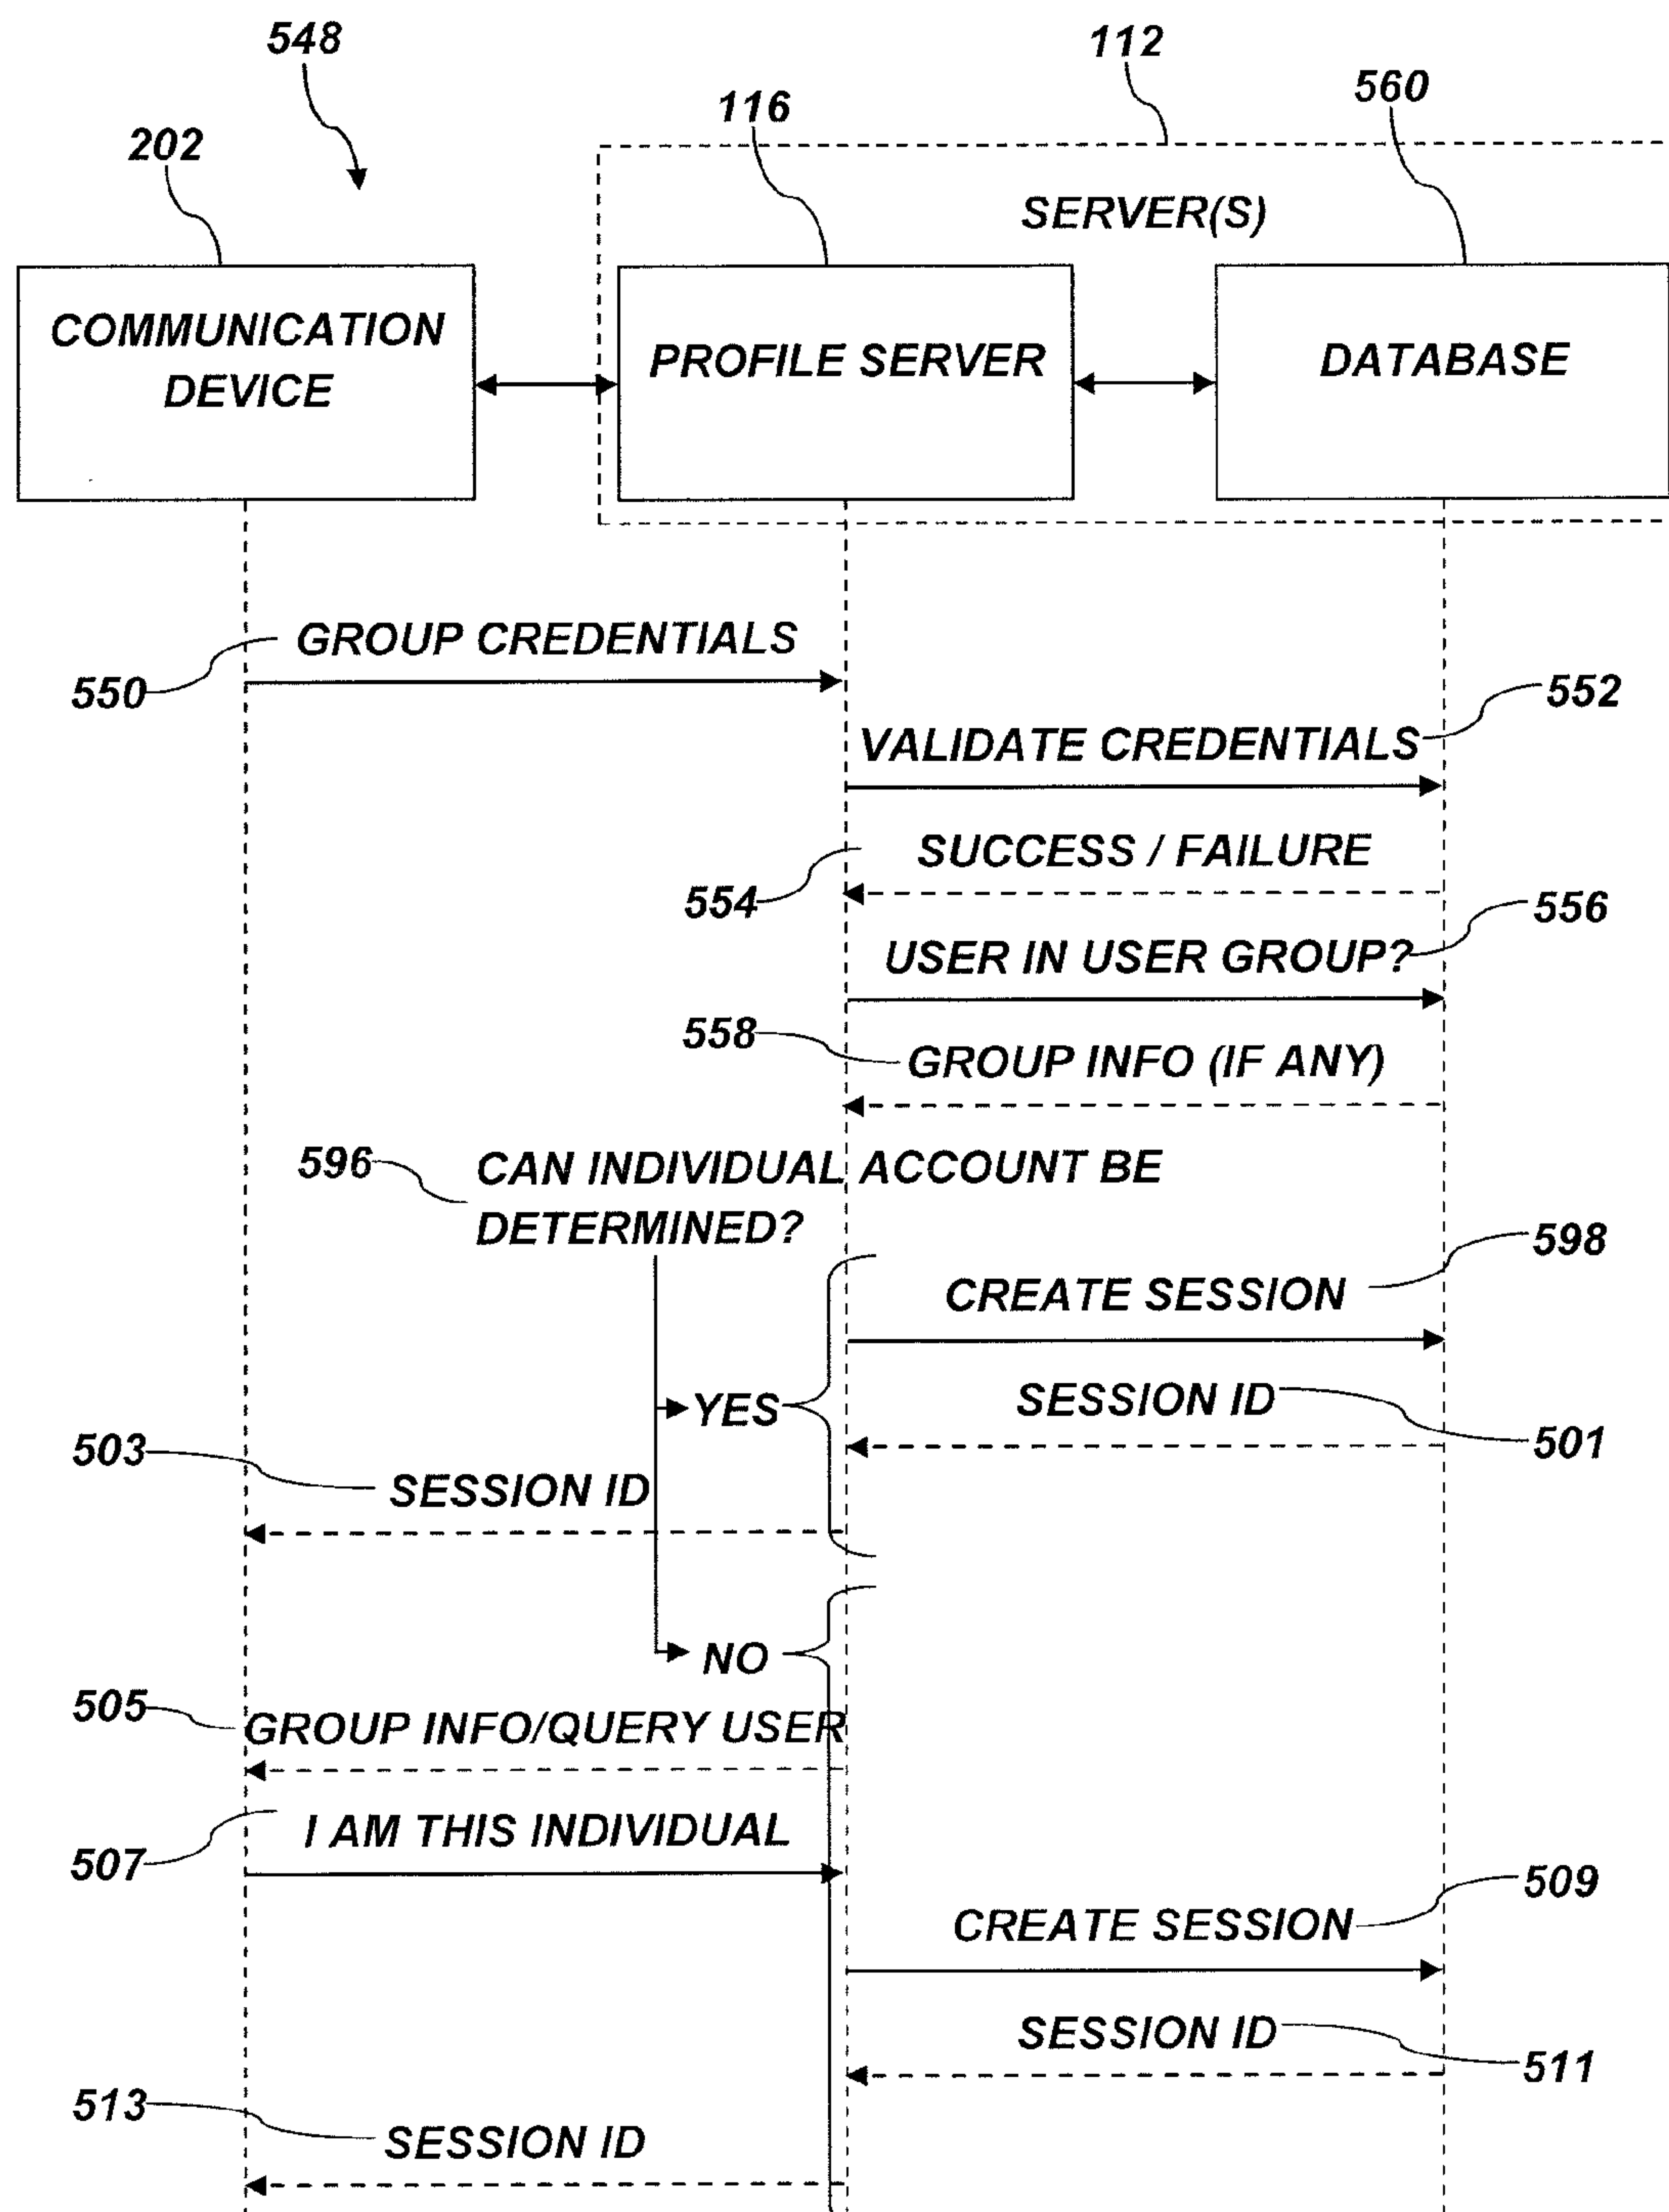 548
112
116
560
202
SERVER(S)
COMMUNICATION
DEVICE
PROFILE SERVER
DATABASE
GROUP CREDENTIALS
550
552
VALIDATE CREDENTIALS
SUCCESS / FAILURE
554
556
USER IN USER GROUP?
558
GROUP INFO (IF ANY)
596
CAN INDIVIDUAL ACCOUNT BE
DETERMINED?
598
CREATE SESSION
YES
SESSION ID
503
501
SESSION ID
NO
505
GROUP INFO/QUERY USER
I AM THIS INDIVIDUAL
507
509
CREATE SESSION
SESSION ID
511
513
SESSION ID